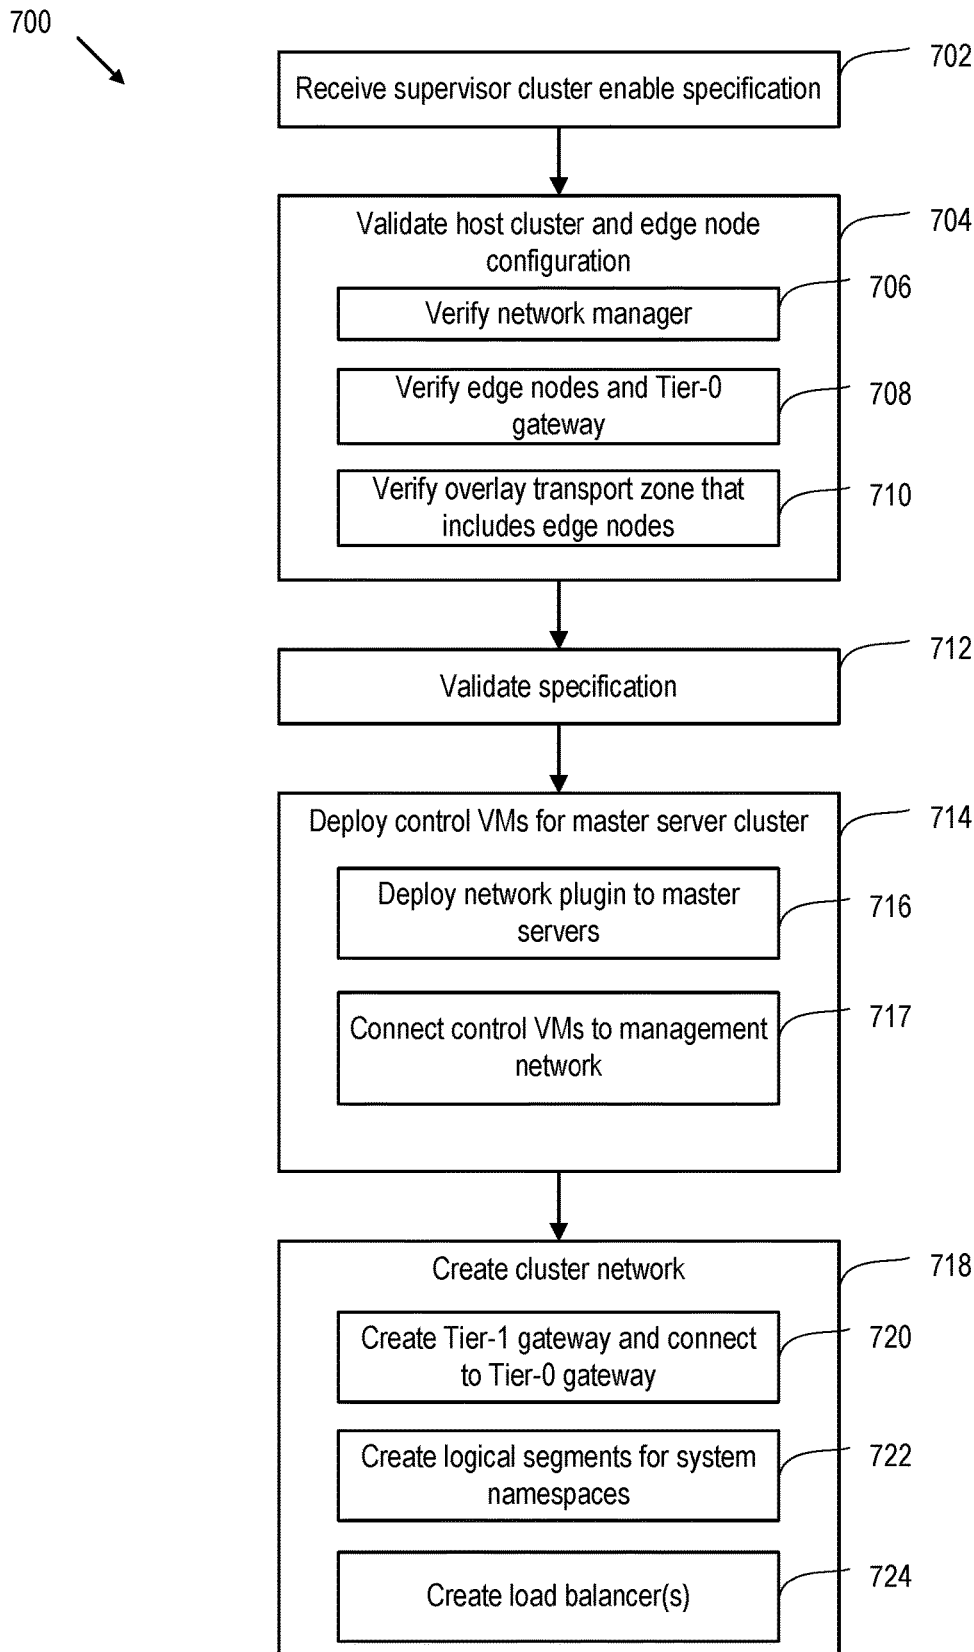 700
Receive supervisor cluster enable specification
702
Validate host cluster and edge node
configuration
704
Verify network manager
706
Verify edge nodes and Tier-0
gateway
708
Verify overlay transport zone that
includes edge nodes
710
Validate specification
712
Deploy control VMs for master server cluster
714
Deploy network plugin to master
servers
716
Connect control VMs to management
network
717
Create cluster network
718
Create Tier-1 gateway and connect
to Tier-0 gateway
720
Create logical segments for system
namespaces
722
Create load balancer(s)
724